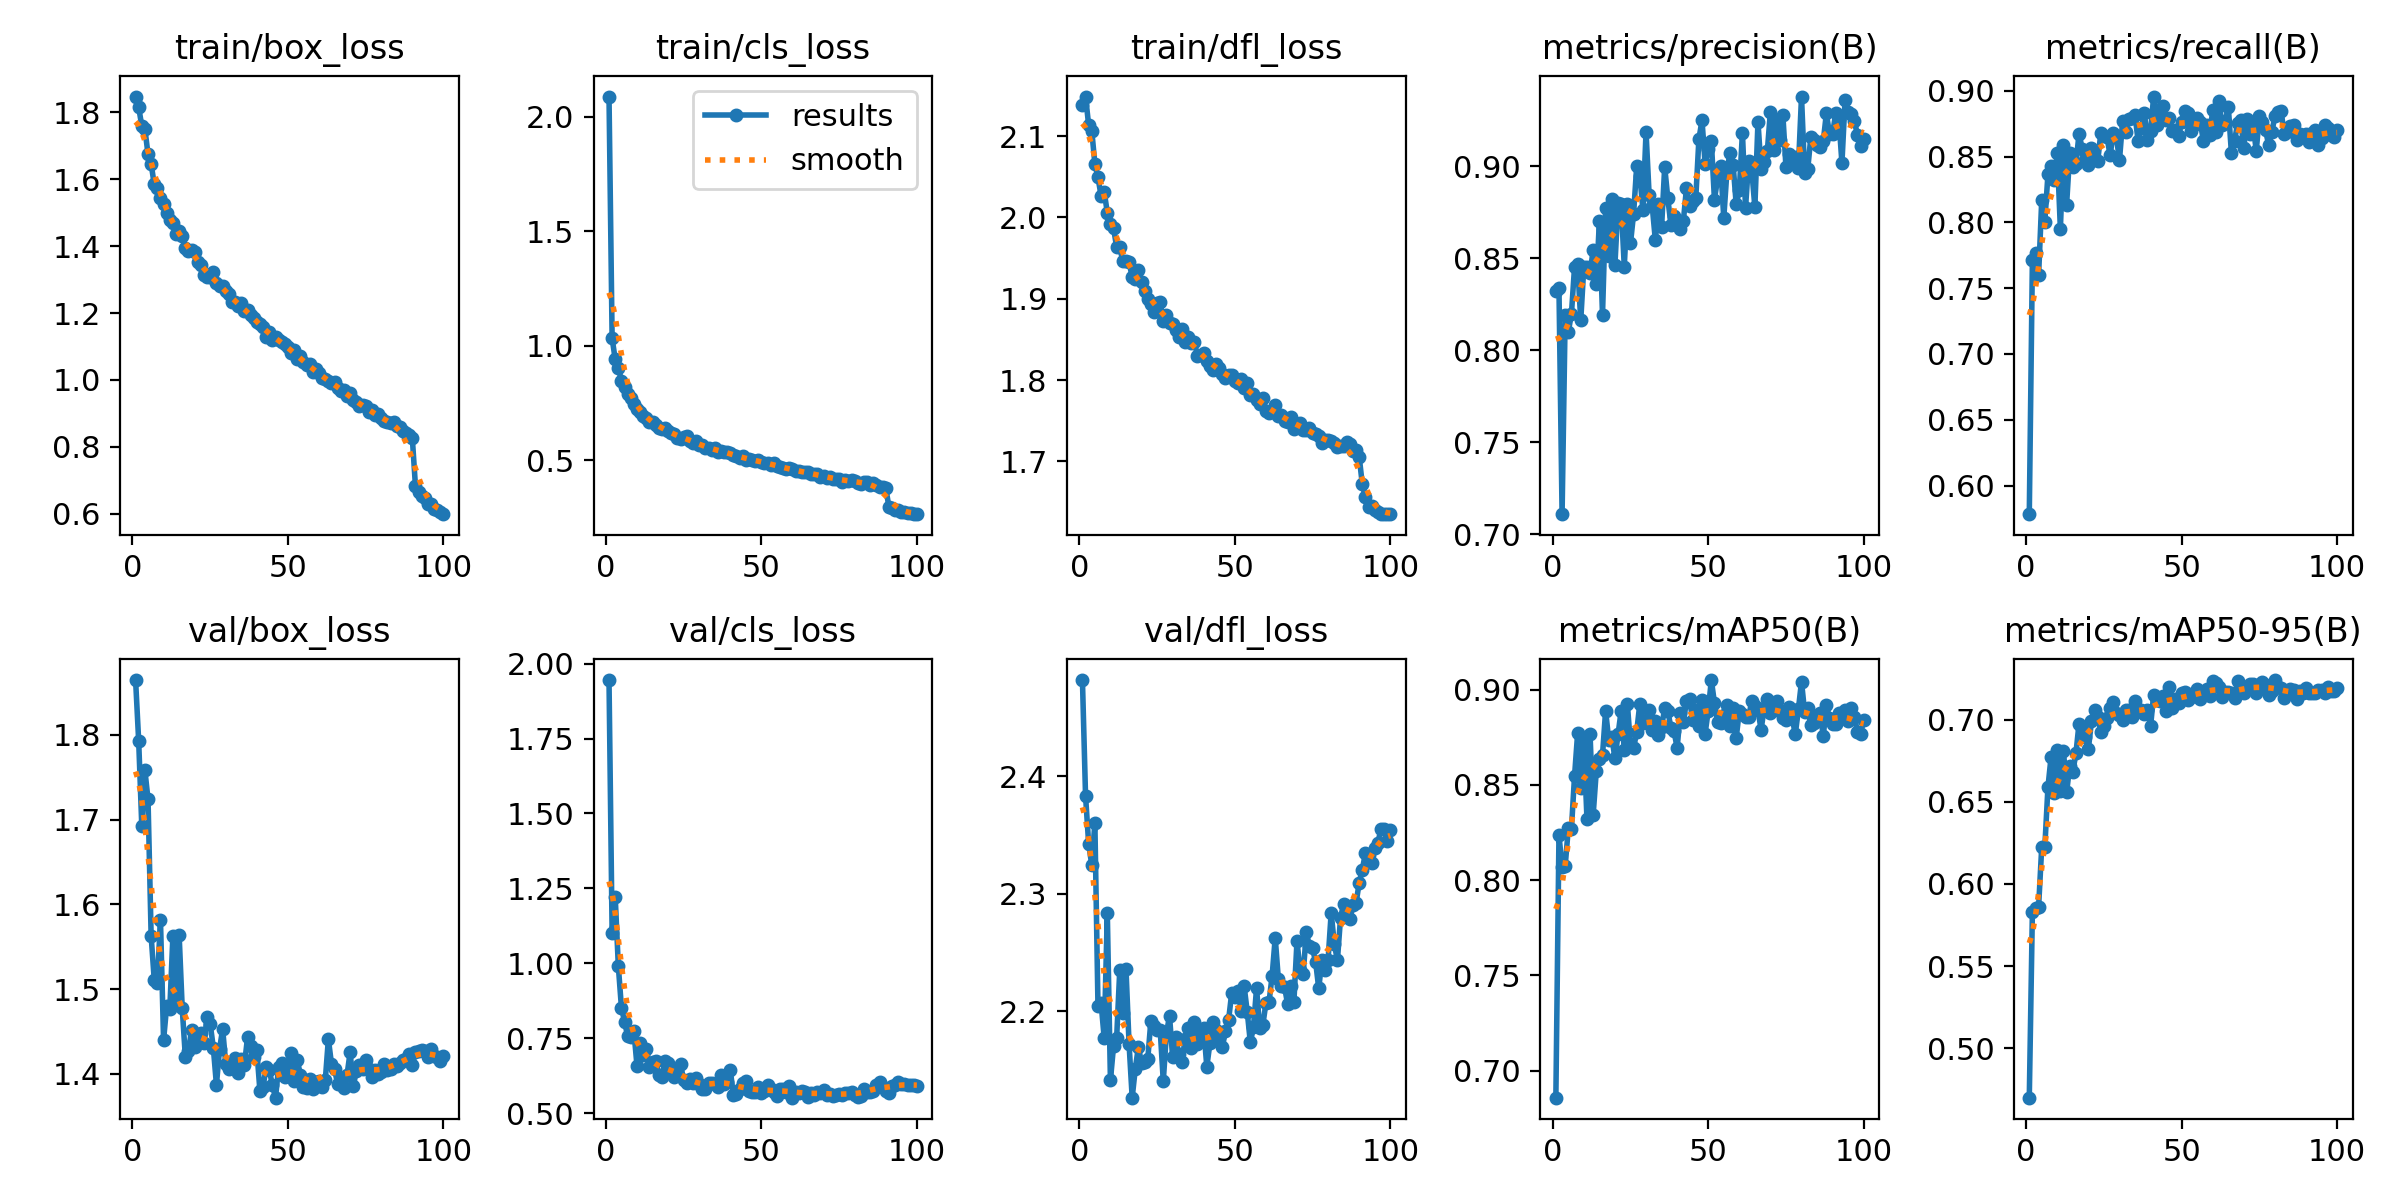 train/box_loss
1.8
1.6
1.4
1.2
1.0
0.8
0.6
0 50 100
train/cls_loss
results
smooth
2.0
1.5
1.0
0.5
0 50 100
train/dfl_loss
2.1
2.0
1.9
1.8
1.7
0 50 100
metrics/precision(B)
0.90
0.85
0.80
0.75
0.70
0 50 100
metrics/recall(B)
0.90
0.85
0.80
0.75
0.70
0.65
0.60
0 50 100
val/box_loss
1.8
1.7
1.6
1.5
1.4
0 50 100
val/cls_loss
2.00
1.75
1.50
1.25
1.00
0.75
0.50
0 50 100
val/dfl_loss
2.4
2.3
2.2
0 50 100
metrics/mAP50(B)
0.90
0.85
0.80
0.75
0.70
0 50 100
metrics/mAP50-95(B)
0.70
0.65
0.60
0.55
0.50
0 50 100